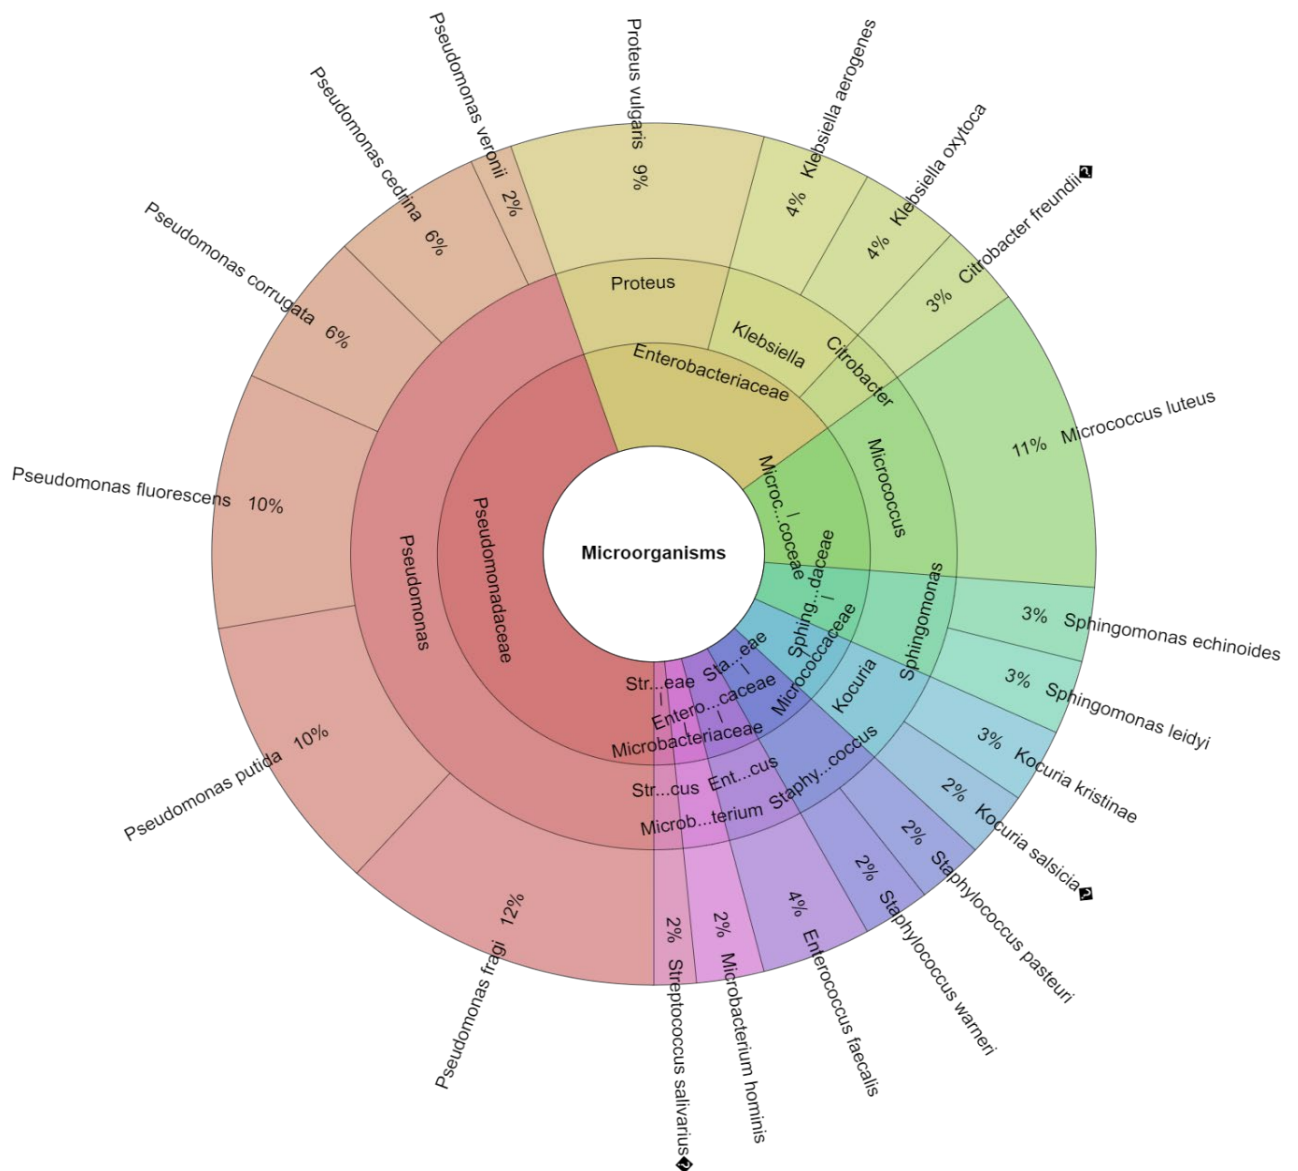 Microorganisms
Pseudomonadaceae
Pseudomonas
Pseudomonas veronii 2%
Pseudomonas cedrina 6%
Pseudomonas corrugata 6%
Pseudomonas fluorescens 10%
Pseudomonas putida 10%
Pseudomonas fragi 12%
Enterobacteriaceae
Proteus
Proteus vulgaris 9%
Klebsiella
4% Klebsiella aerogenes
4% Klebsiella oxytoca
Citrobacter
3% Citrobacter freundii�
Microc...coceae
Micrococcus
11% Micrococcus luteus
Sphing...daceae
Sphingomonas
3% Sphingomonas echinoides
3% Sphingomonas leidyi
Micrococcaceae
Kocuria
3% Kocuria kristinae
2% Kocuria salsicia�
Sta...eae
Staphy...coccus
2% Staphylococcus pasteuri
2% Staphylococcus warneri
Entero...caceae
Ent...cus
4% Enterococcus faecalis
Microbacteriaceae
Microb...terium
2% Microbacterium hominis
Str...eae
Str...cus
2% Streptococcus salivarius�